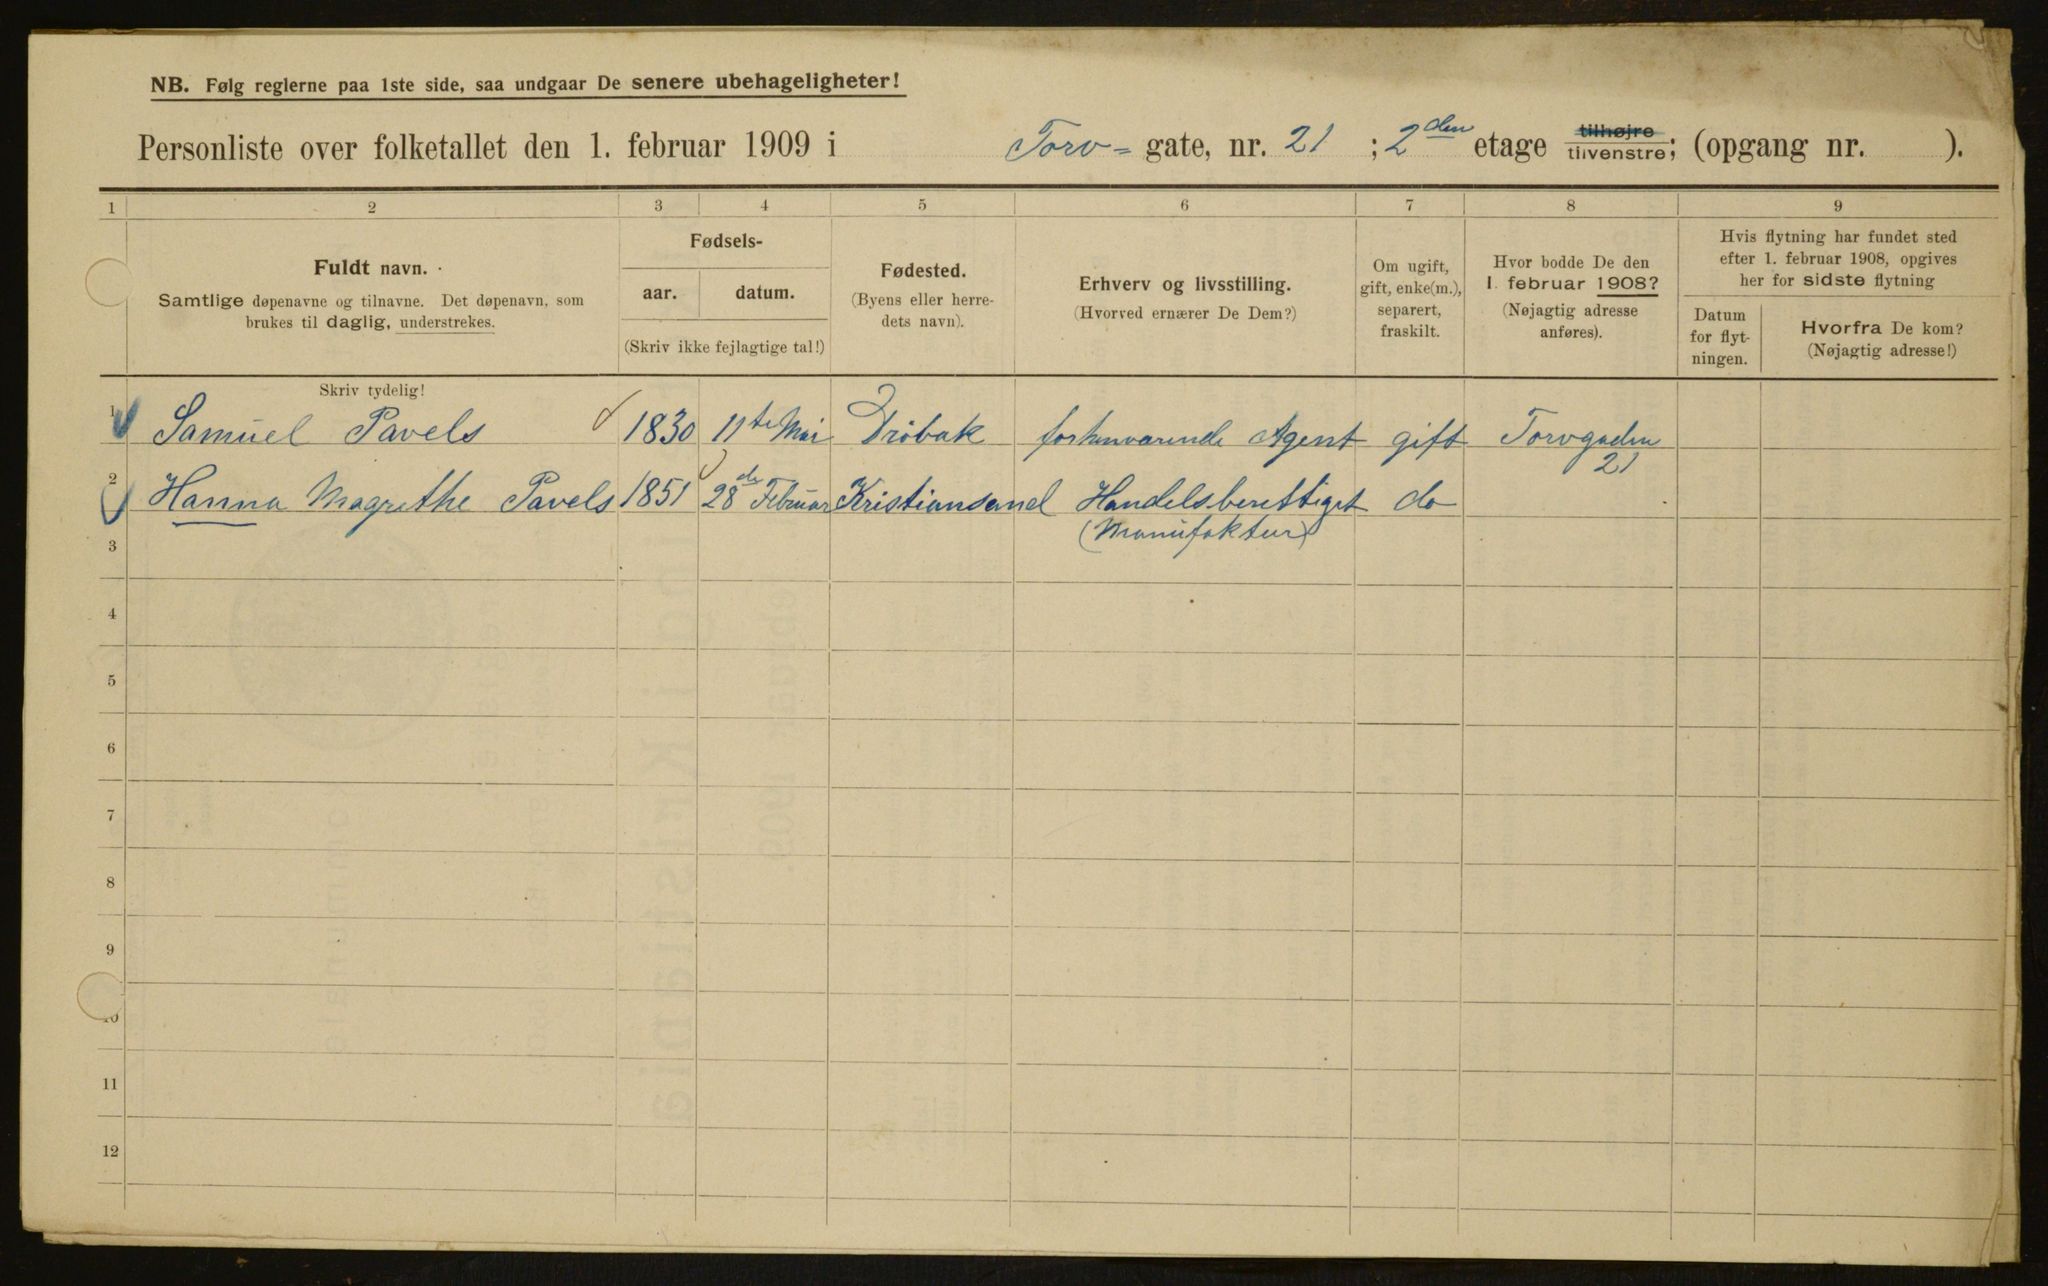 NB. Følg reglerne paa 1ste side, saa undgaar De senere ubehageligheter!
Personliste over folketallet den 1. februar 1909 i Torv= gate, nr. 21 ; 2den etage tilhøjre tilvenstre; (opgang nr. ).
1 2 3 4 5 6 7 8 9
Fuldt navn.
Samtlige døpenavne og tilnavne. Det døpenavn, som
brukes til daglig, understrekes.
Skriv tydelig!
Fødsels-
aar. datum.
(Skriv ikke fejlagtige tal!)
Fødested.
(Byens eller herre-
dets navn).
Erhverv og livsstilling.
(Hvorved ernærer De Dem?)
Om ugift,
gift, enke(m.),
separert,
fraskilt.
Hvor bodde De den
1. februar 1908?
(Nøjagtig adresse
anføres).
Hvis flytning har fundet sted
efter 1. februar 1908, opgives
her for sidste flytning
Datum
for flyt-
ningen.
Hvorfra De kom?
(Nøjagtig adresse!)
1 Samuel Pavels 1830 11te Mai Drøbak forhenværende Agent gift Torvgaden
21
2 Hanna Magrethe Pavels 1851 28de Februar Kristiansand Handelsberettiget do
(Manufaktur)
3
4
5
6
7
8
9
10
11
12